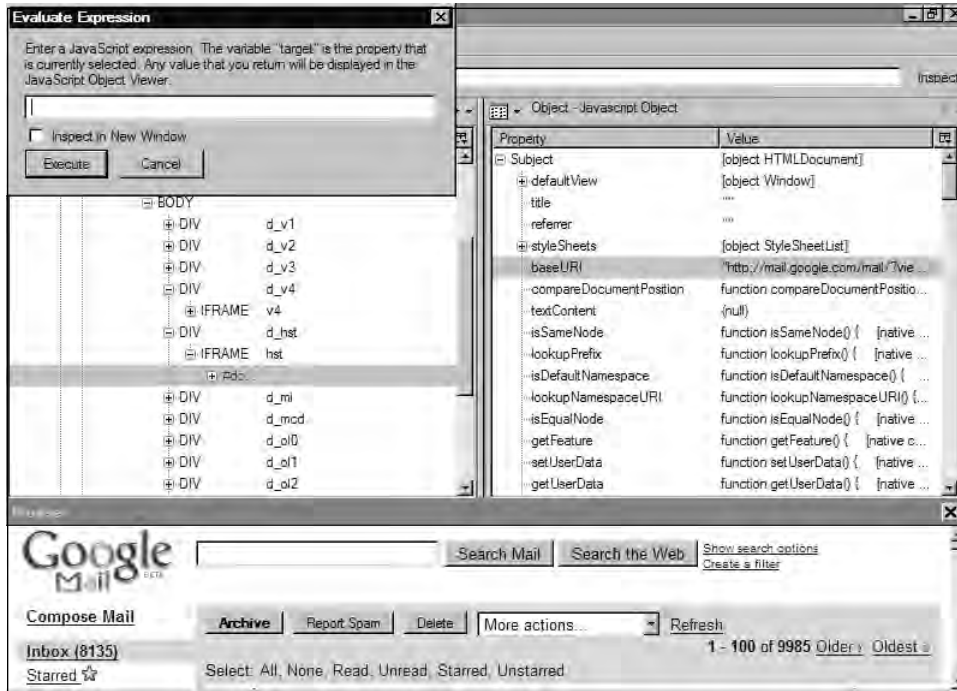 Evaluate Expression
Enter a JavaScript expression. The variable "target" is the property that
is currently selected. Any value that you return will be displayed in the
JavaScript Object Viewer.
Inspect in New Window
Execute Cancel
Inspect
Object - Javascript Object
Property Value
Subject [object HTMLDocument]
defaultView [object Window]
title ""
referrer ""
styleSheets [object StyleSheetList]
baseURI "http://mail.google.com/mail/?vie ...
compareDocumentPosition function compareDocumentPositio...
textContent (null)
isSameNode function isSameNode() { [native ...
lookupPrefix function lookupPrefix() { [native ...
isDefaultNamespace function isDefaultNamespace() { ...
lookupNamespaceURI function lookupNamespaceURI() {...
isEqualNode function isEqualNode() { [native ...
getFeature function getFeature() { [native c...
setUserData function setUserData() { [native ...
getUserData function getUserData() { [native ...
BODY
DIV d_v1
DIV d_v2
DIV d_v3
DIV d_v4
IFRAME v4
DIV d_hst
IFRAME hst
#doc...
DIV d_mi
DIV d_mcd
DIV d_ol0
DIV d_ol1
DIV d_ol2
Google
Mail BETA
Search Mail Search the Web Show search options
Create a filter
Compose Mail
Inbox (8135)
Starred
Archive Report Spam Delete More actions... Refresh
1 - 100 of 9985 Older › Oldest »
Select: All, None, Read, Unread, Starred, Unstarred